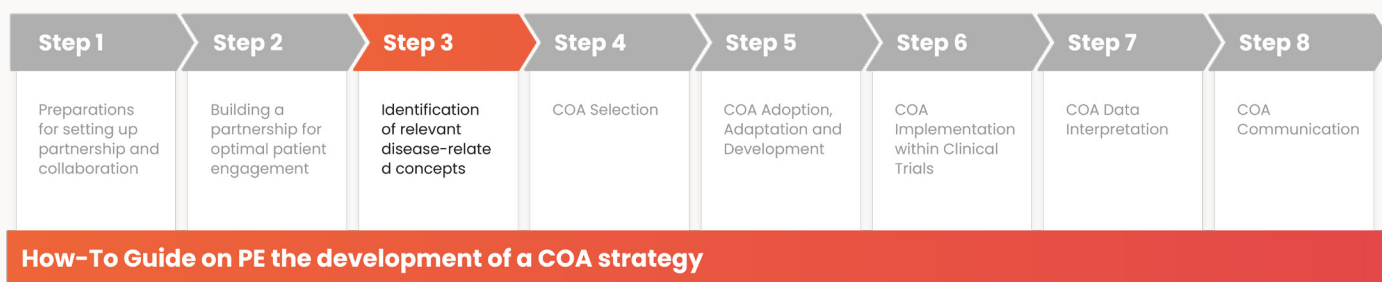 Step 1
Step 2
Step 3
Step 4
Step 5
Step 6
Step 7
Step 8
Preparations
for setting up
partnership and
collaboration
Building a
partnership for
optimal patient
engagement
Identification
of relevant
disease-relate
d concepts
COA Selection
COA Adoption,
Adaptation and
Development
COA
Implementation
within Clinical
Trials
COA Data
Interpretation
COA
Communication
How-To Guide on PE the development of a COA strategy